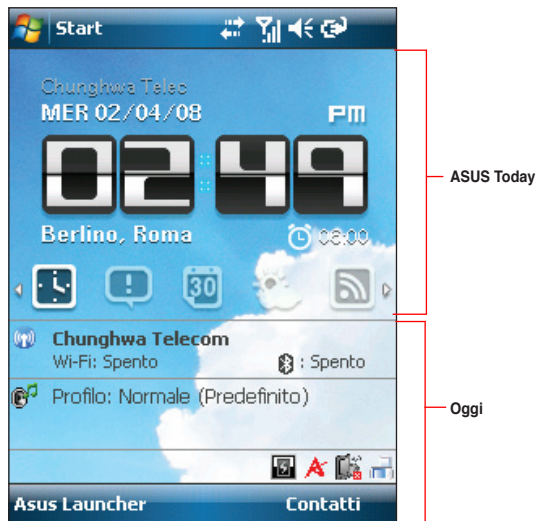 Start
Chunghwa Telec
MER 02/04/08
PM
02:49
Berlino, Roma
08:00
30
ASUS Today
Chunghwa Telecom
Wi-Fi: Spento
: Spento
Profilo: Normale (Predefinito)
Oggi
Asus Launcher
Contatti